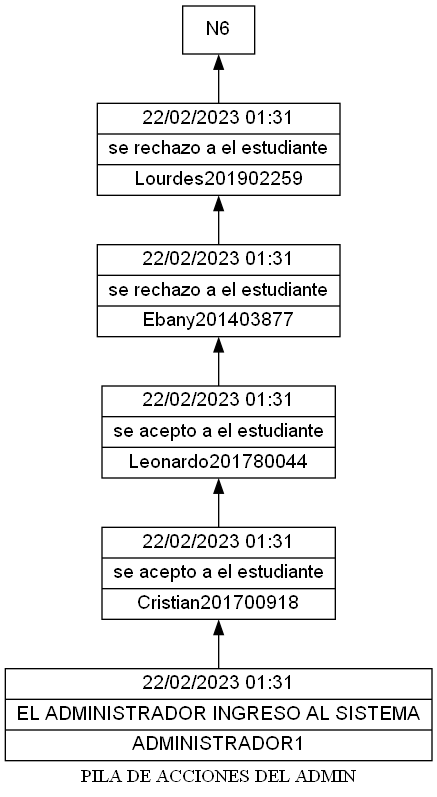 N6
22/02/2023 01:31
se rechazo a el estudiante
Lourdes201902259
22/02/2023 01:31
se rechazo a el estudiante
Ebany201403877
22/02/2023 01:31
se acepto a el estudiante
Leonardo201780044
22/02/2023 01:31
se acepto a el estudiante
Cristian201700918
22/02/2023 01:31
EL ADMINISTRADOR INGRESO AL SISTEMA
ADMINISTRADOR1
PILA DE ACCIONES DEL ADMIN